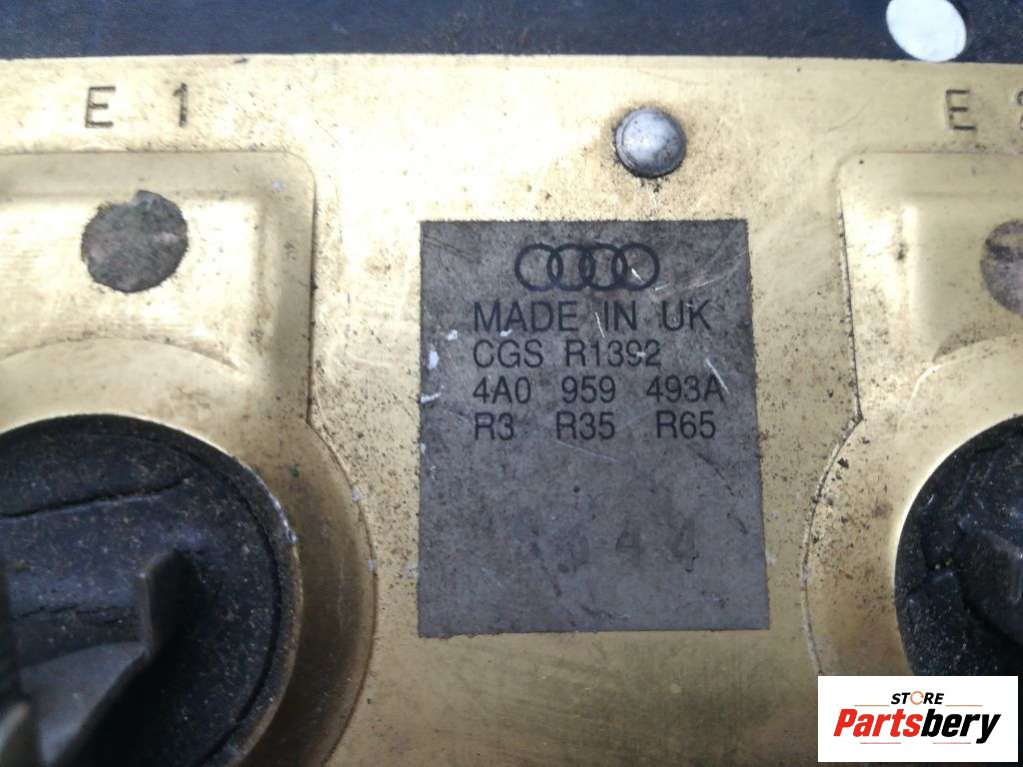 E 1
E
MADE IN UK
CGS R1392
4A0 959 493A
R3 R35 R65
STORE
Partsbery